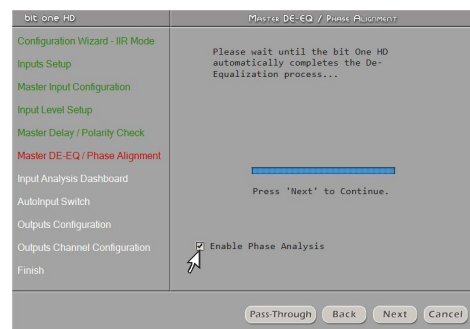 bit one HD
Master DE-EQ / Phase Alignment
Configuration Wizard - IIR Mode
Inputs Setup
Master Input Configuration
Input Level Setup
Master Delay / Polarity Check
Master DE-EQ / Phase Alignment
Input Analysis Dashboard
AutoInput Switch
Outputs Configuration
Outputs Channel Configuration
Finish
Please wait until the bit One HD
automatically completes the De-
Equalization process...
Press 'Next' to Continue.
Enable Phase Analysis
Pass-Through Back Next Cancel